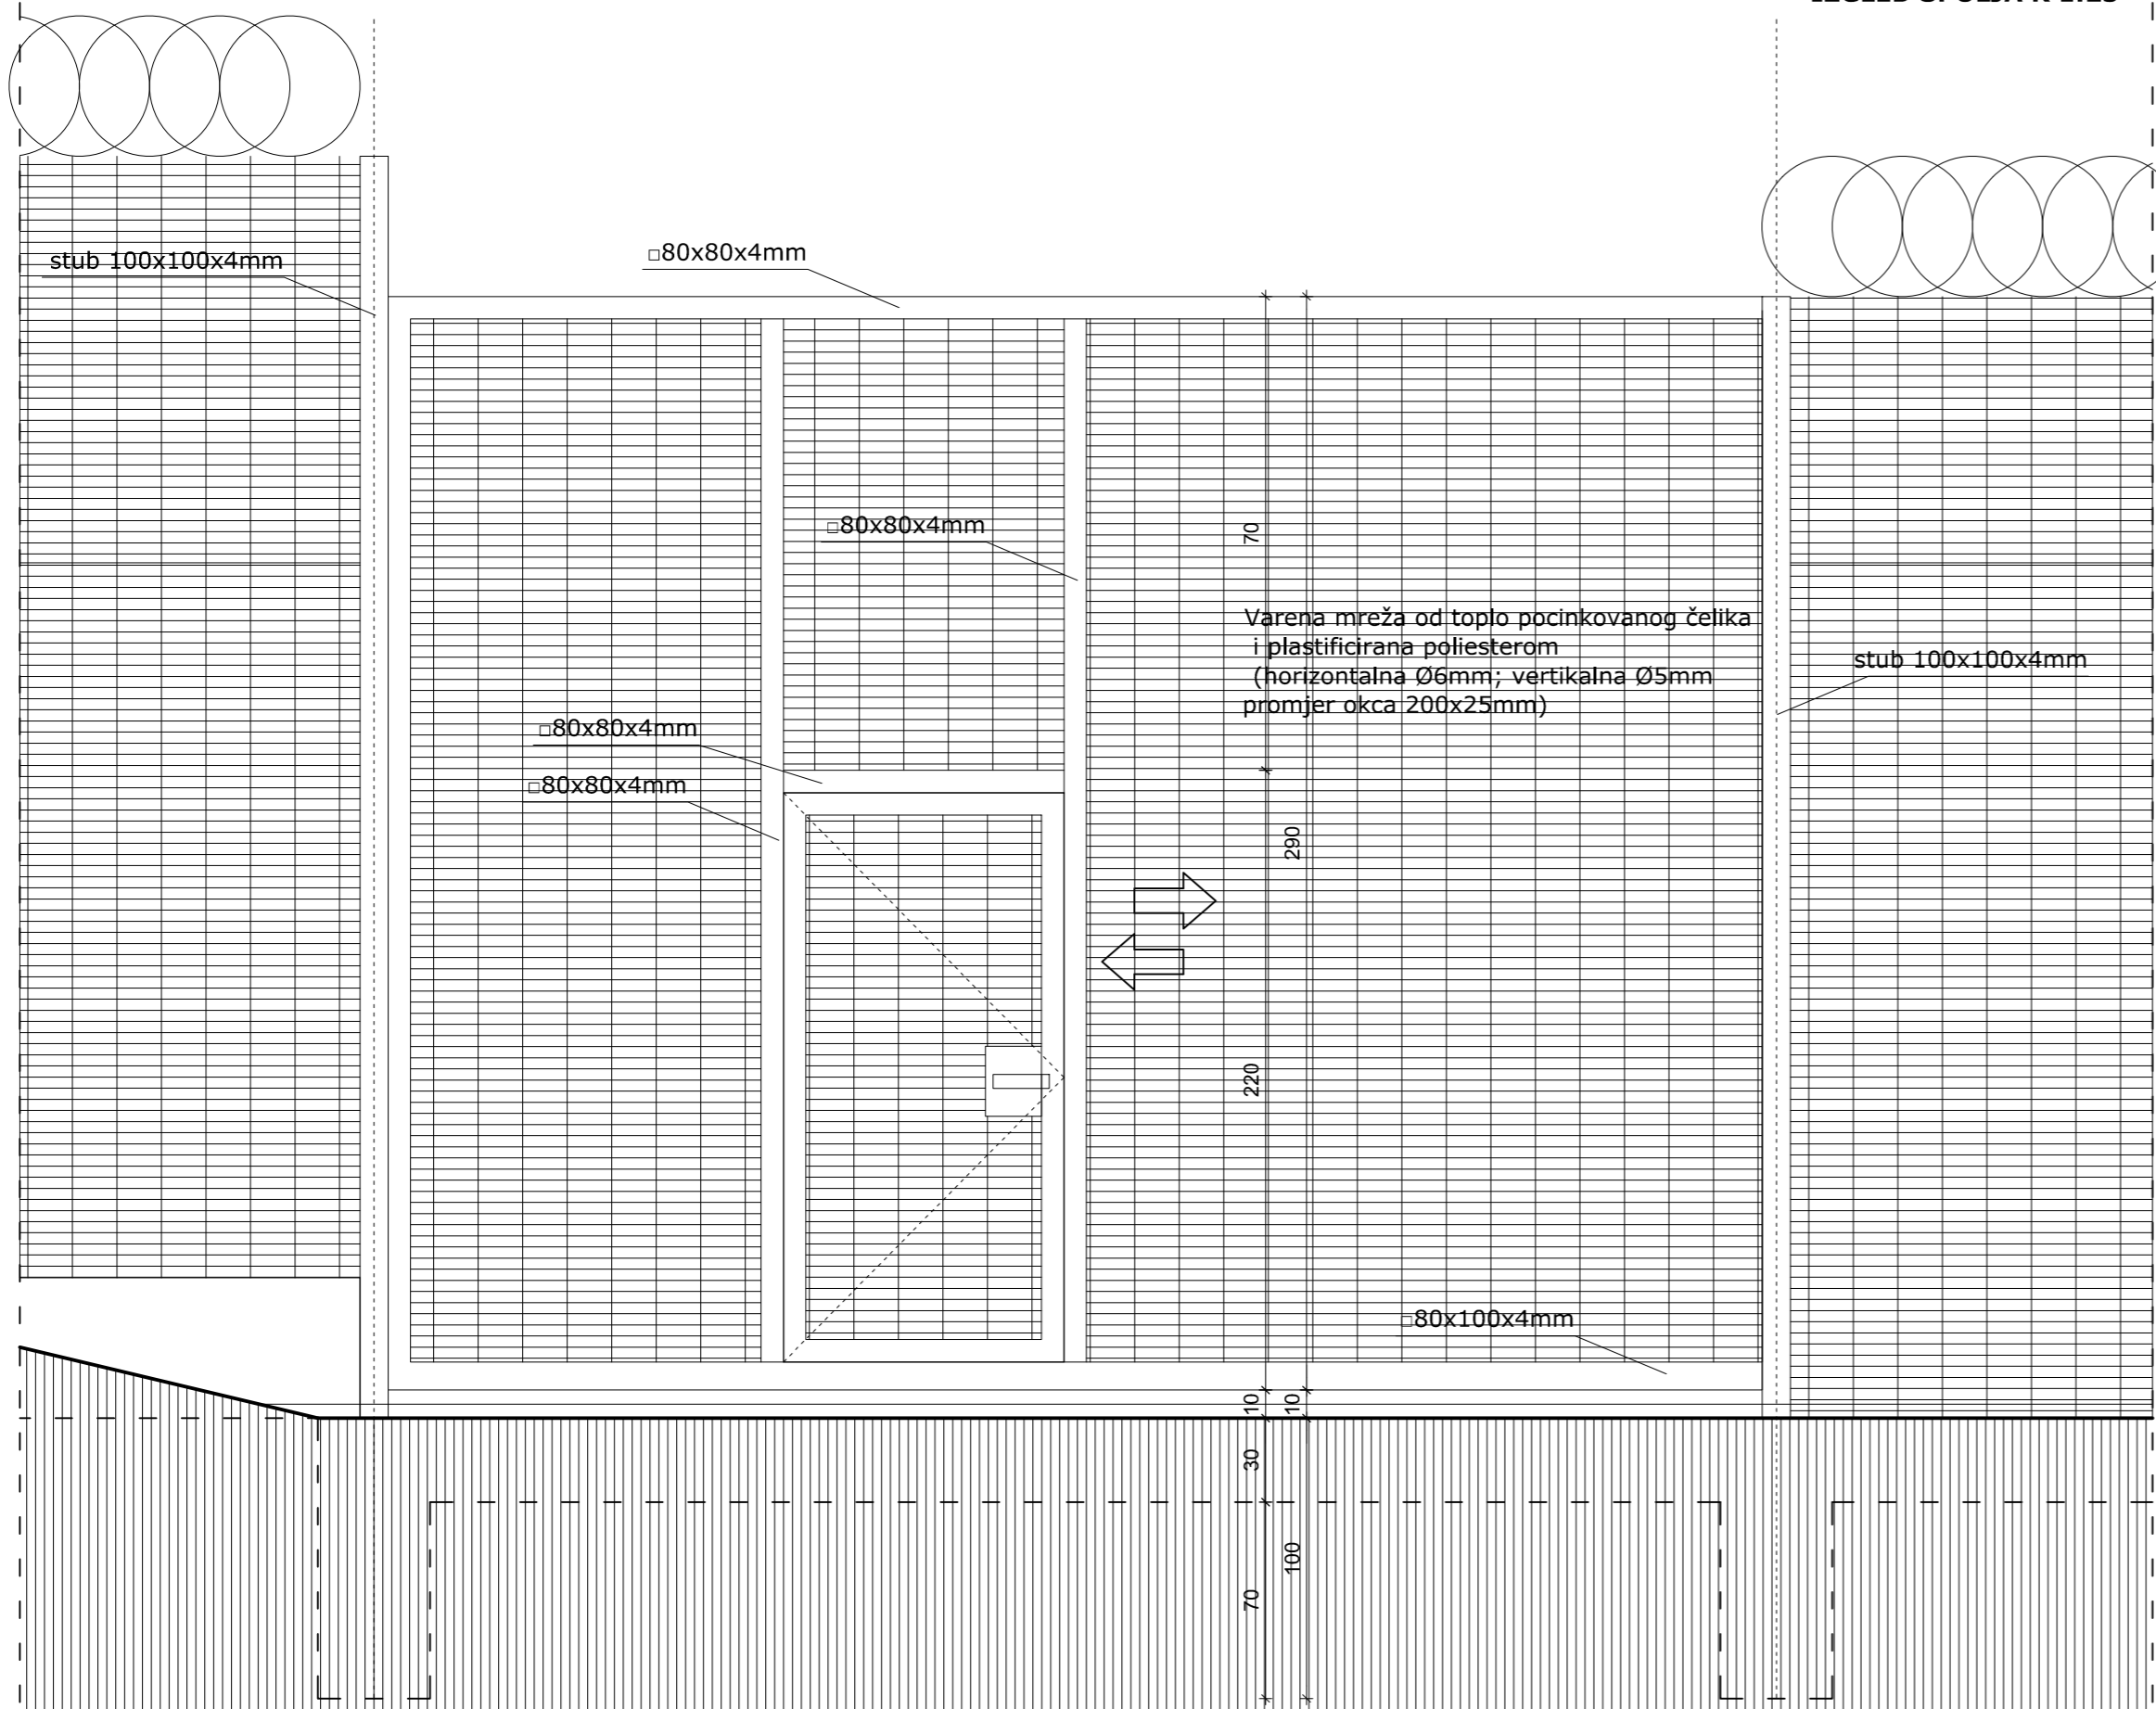 stub 100x100x4mm
□80x80x4mm
□80x80x4mm
70
Varena mreža od toplo pocinkovanog čelika
i plastificirana poliesterom
(horizontalna Ø6mm; vertikalna Ø5mm
promjer okca 200x25mm)
stub 100x100x4mm
□80x80x4mm
□80x80x4mm
290
220
□80x100x4mm
10
10
30
100
70